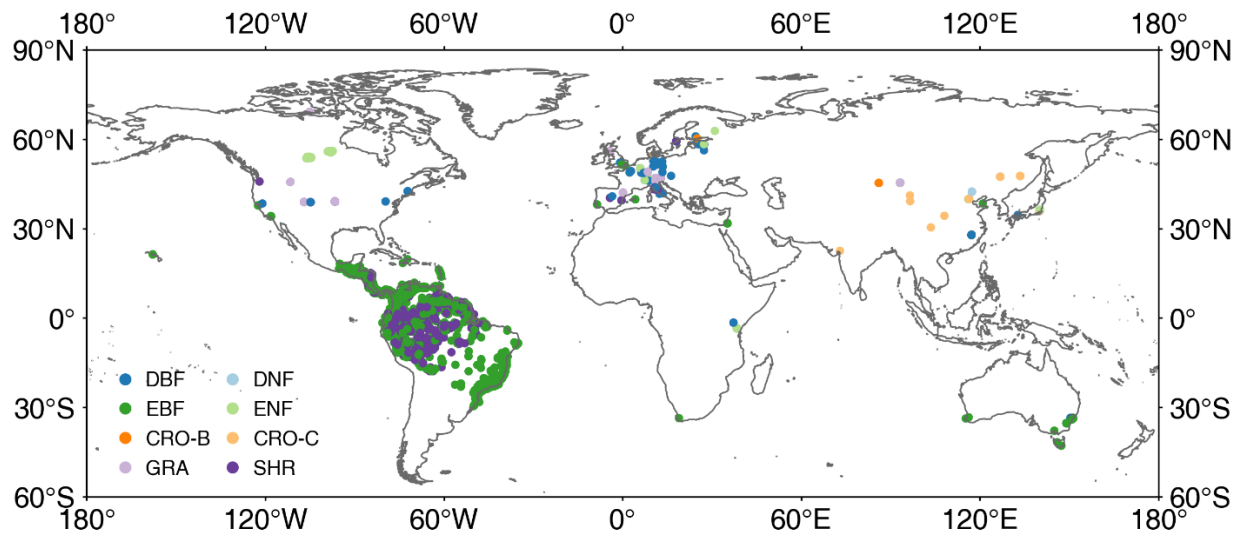 180° 120°W 60°W 0° 60°E 120°E 180°
90°N 90°N
60°N 60°N
30°N 30°N
0° 0°
DBF DNF
EBF ENF
30°S 30°S
CRO-B CRO-C
GRA SHR
60°S 60°S
180° 120°W 60°W 0° 60°E 120°E 180°